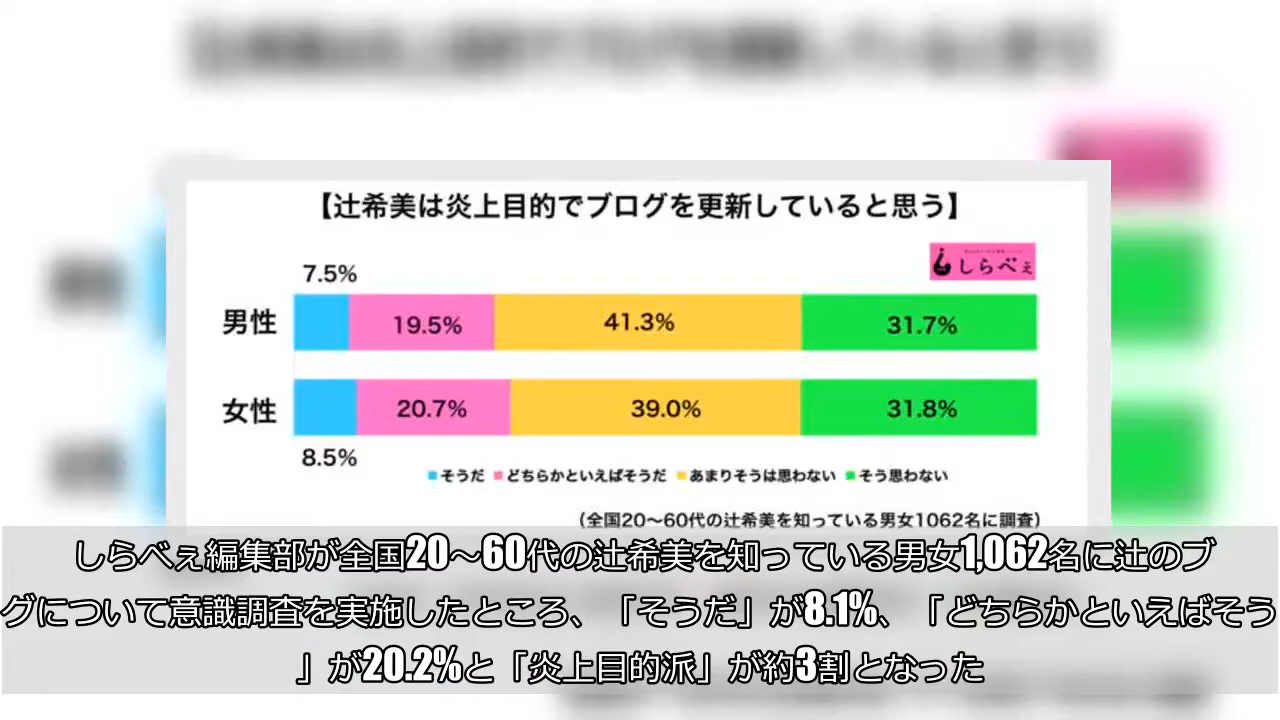 【辻希美は炎上目的でブログを更新していると思う】
しらべぇ
7.5%
男性 19.5% 41.3% 31.7%
女性 20.7% 39.0% 31.8%
8.5%
そうだ どちらかといえばそうだ あまりそうは思わない そう思わない
（全国20〜60代の辻希美を知っている男女1062名に調査）
しらべぇ編集部が全国20〜60代の辻希美を知っている男女1,062名に辻のブ
グについて意識調査を実施したところ、「そうだ」が8.1%、「どちらかといえばそう
」が20.2%と「炎上目的派」が約3割となった